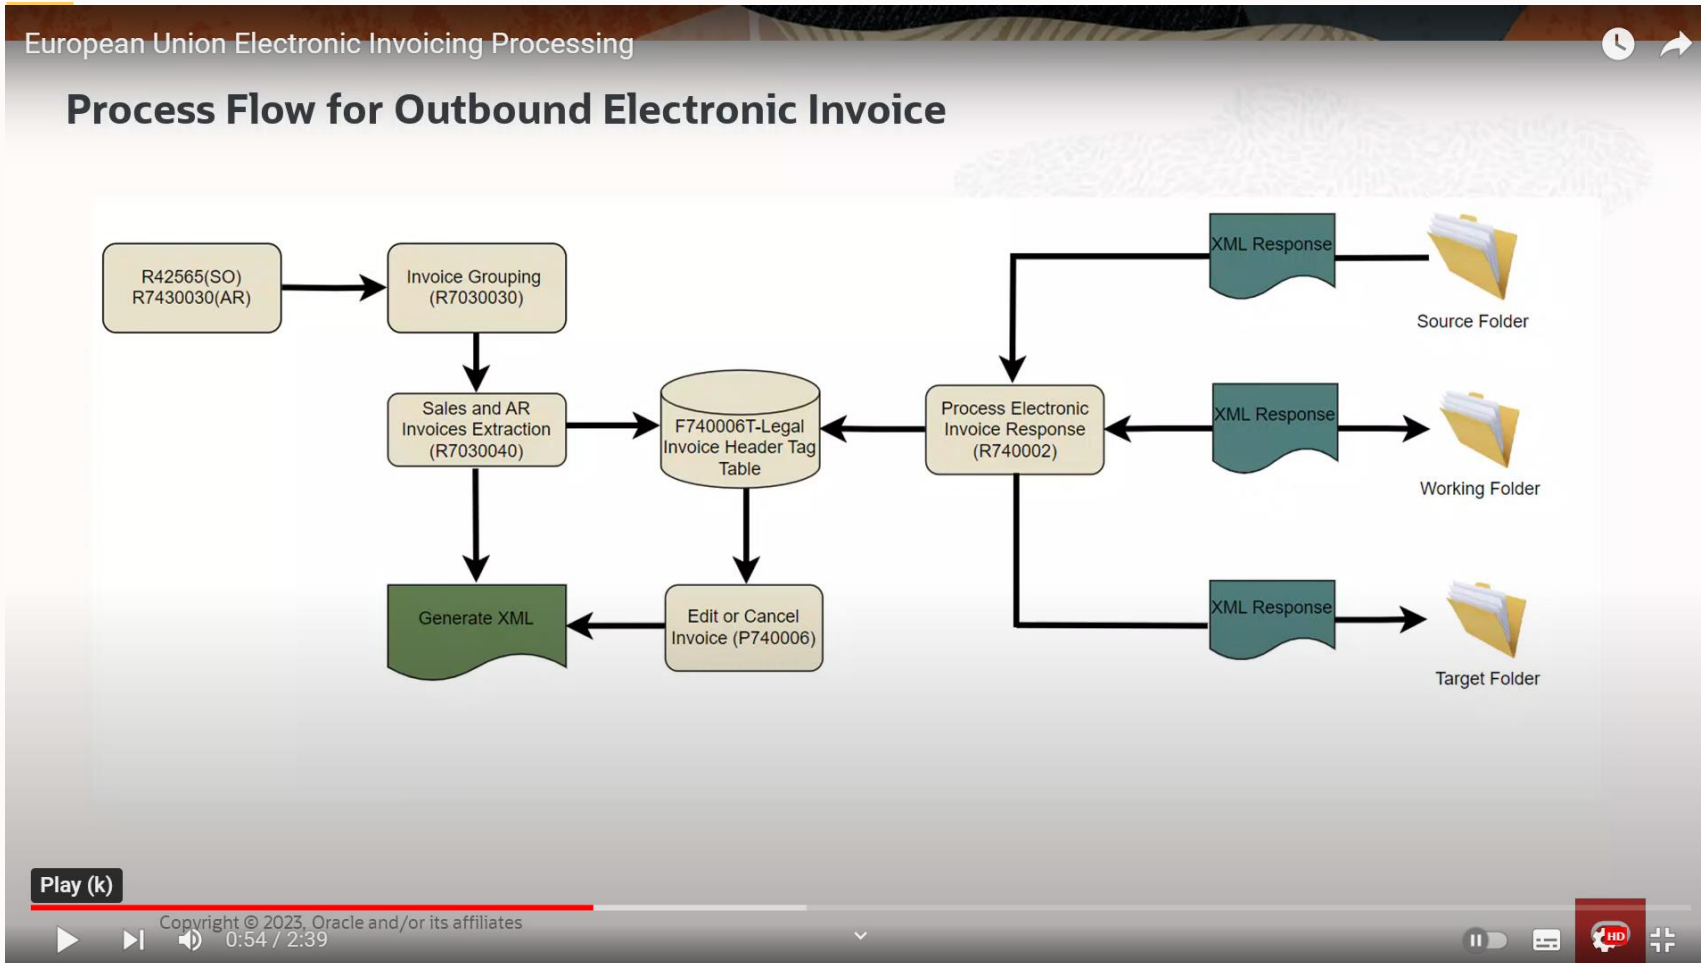 European Union Electronic Invoicing Processing
Process Flow for Outbound Electronic Invoice
R42565(SO)
R7430030(AR)
Invoice Grouping
(R7030030)
XML Response
Source Folder
Sales and AR
Invoices Extraction
(R7030040)
F740006T-Legal
Invoice Header Tag
Table
Process Electronic
Invoice Response
(R740002)
XML Response
Working Folder
Generate XML
Edit or Cancel
Invoice (P740006)
XML Response
Target Folder
Play (k)
Copyright © 2023, Oracle and/or its affiliates
0:54 / 2:39
HD